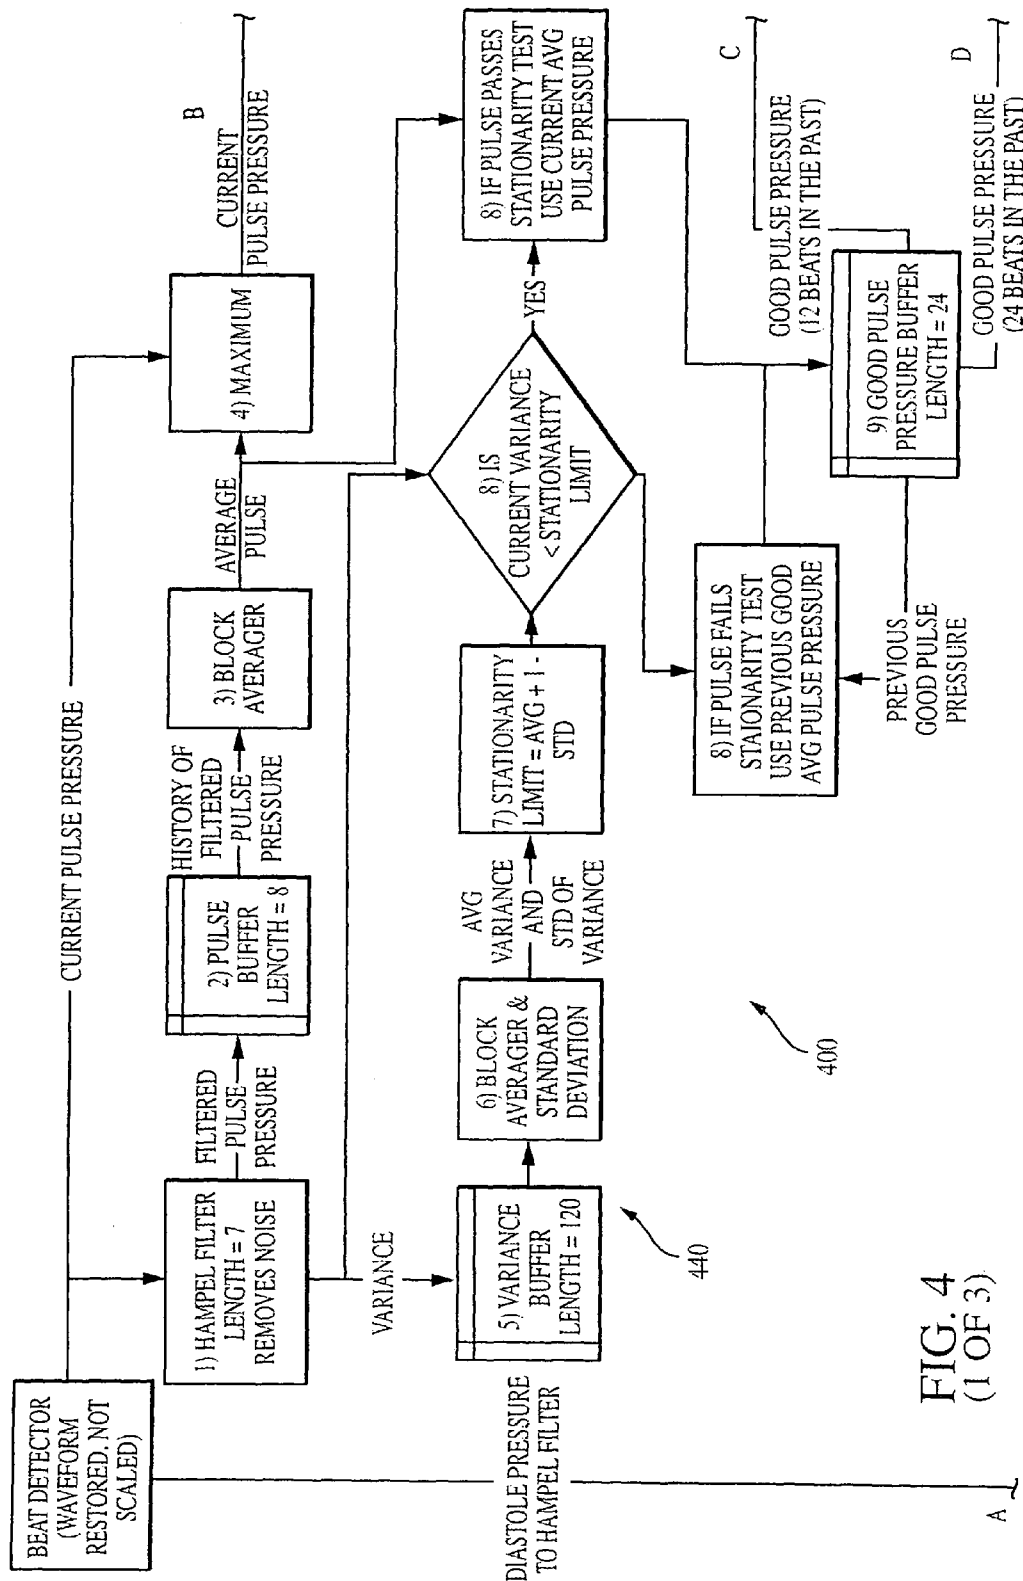 BEAT DETECTOR
(WAVEFORM
RESTORED. NOT
SCALED)
CURRENT PULSE PRESSURE
1) HAMPEL FILTER
LENGTH = 7
REMOVES NOISE
FILTERED
PULSE
PRESSURE
2) PULSE
BUFFER
LENGTH = 8
HISTORY OF
FILTERED
PULSE
PRESSURE
3) BLOCK
AVERAGER
AVERAGE
PULSE
4) MAXIMUM
B
CURRENT
PULSE PRESSURE
VARIANCE
5) VARIANCE
BUFFER
LENGTH = 120
6) BLOCK
AVERAGER &
STANDARD
DEVIATION
AVG
VARIANCE
AND
STD OF
VARIANCE
7) STATIONARITY
LIMIT = AVG + 1-
STD
8) IS
CURRENT VARIANCE
< STATIONARITY
LIMIT
YES
8) IF PULSE PASSES
STATIONARITY TEST
USE CURRENT AVG
PULSE PRESSURE
8) IF PULSE FAILS
STAIONARITY TEST
USE PREVIOUS GOOD
AVG PULSE PRESSURE
PREVIOUS
GOOD PULSE
PRESSURE
9) GOOD PULSE
PRESSURE BUFFER
LENGTH = 24
C
GOOD PULSE PRESSURE
(12 BEATS IN THE PAST)
D
GOOD PULSE PRESSURE
(24 BEATS IN THE PAST)
DIASTOLE PRESSURE
TO HAMPEL FILTER
A
440
400
FIG. 4
(1 OF 3)